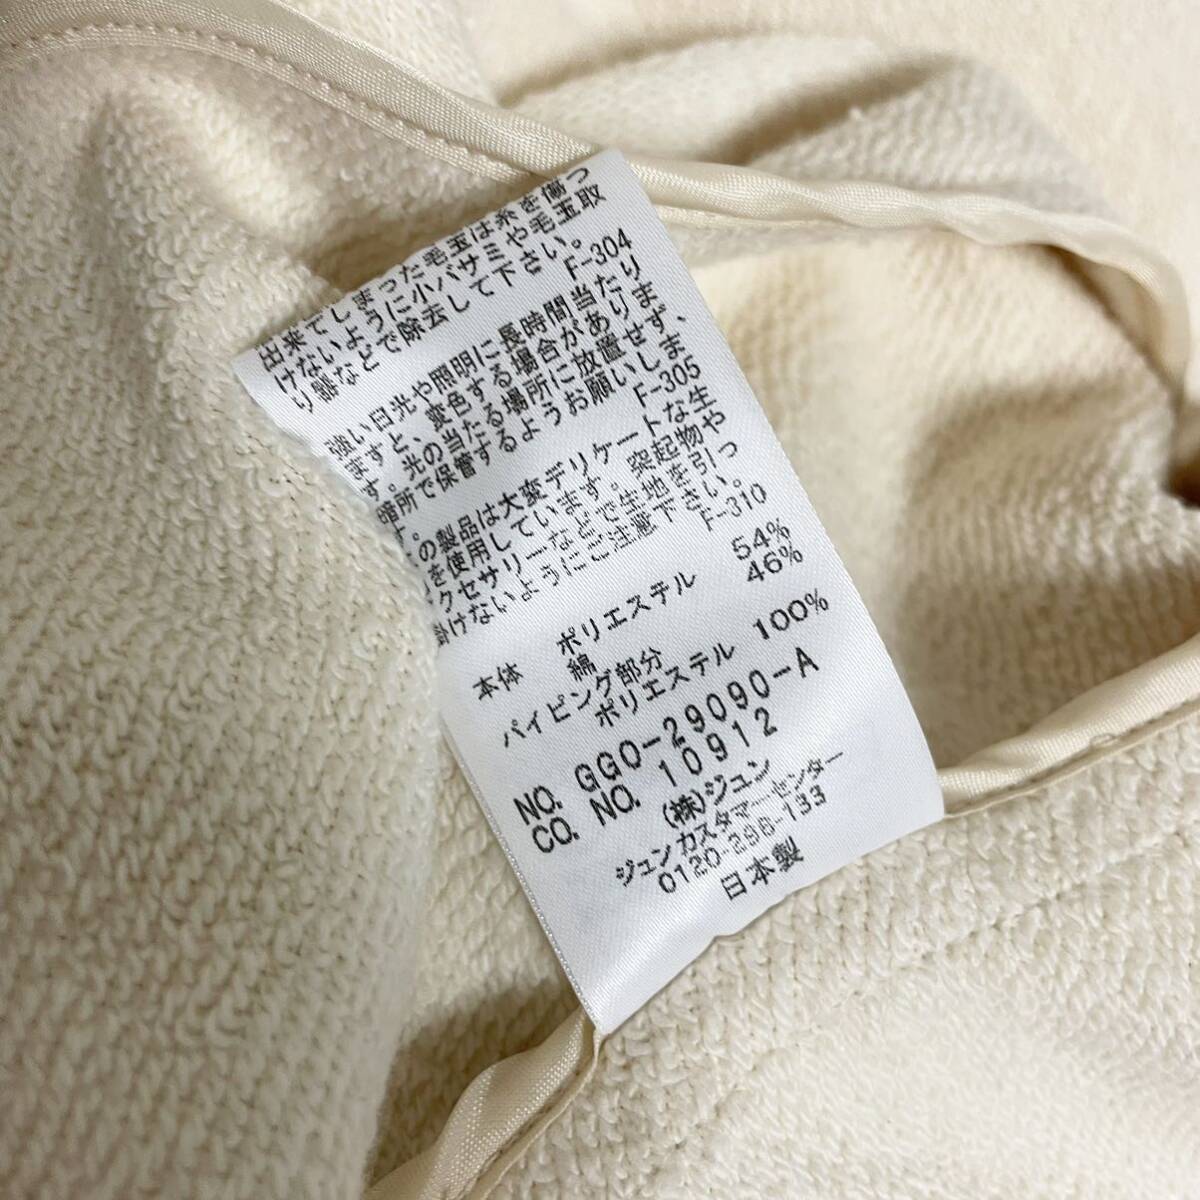 出来てしまった毛玉は糸を傷つ
けないように小バサミや毛玉取
り器などで除去して下さい。
F-304
強い日光や照明に長時間当たり
ますと、変色する場合がありま
す。光の当たる場所に放置せず、
暗所で保管するようお願いしま
す。
F-305
の製品は大変デリケートな生
を使用しています。突起物や
クセサリーなどで生地を引っ
掛けないようにご注意下さい。
F-310
本体 ポリエステル 54%
綿 46%
パイピング部分
ポリエステル 100%
NO. GGO-29090-A
CO. NO. 10912
(株)ジュン
ジュンカスタマーセンター
0120-298-133
日本製